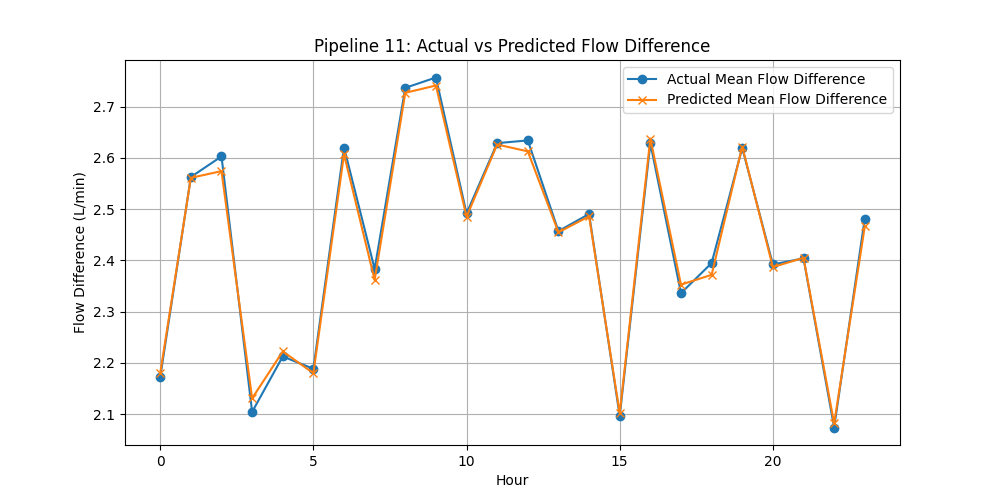 Pipeline 11: Actual vs Predicted Flow Difference
Actual Mean Flow Difference
Predicted Mean Flow Difference
Flow Difference (L/min)
2.7
2.6
2.5
2.4
2.3
2.2
2.1
0 5 10 15 20
Hour